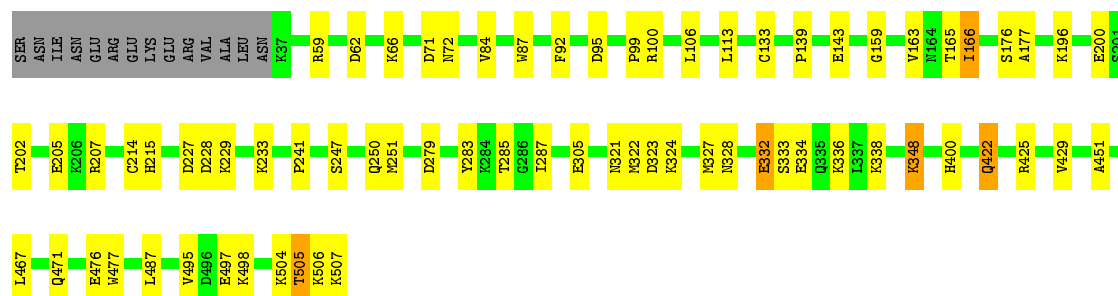 SER ASN ILE ASN GLU ARG GLU LYS GLU ARG VAL ALA LEU ASN K37 R59 D62 K66 D71 N72 V84 W87 F92 D95 P99 R100 L106 L113 C133 P139 E143 G159 V163 N164 T165 I166 S176 A177 K196 E200 S201
T202 E205 K206 R207 C214 H215 D227 D228 K229 K233 P241 S247 Q250 M251 D279 Y283 K284 T285 G286 I287 E305 N321 M322 D323 K324 M327 N328 E332 S333 E334 Q335 K336 L337 K338 K348 H400 Q422 R425 V429 A451
L467 Q471 E476 W477 L487 V495 D496 E497 K498 K504 T505 K506 K507